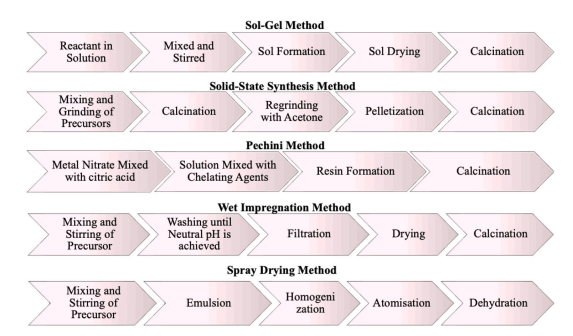 Sol-Gel Method
Reactant in
Solution
Mixed and
Stirred
Sol Formation
Sol Drying
Calcination
Solid-State Synthesis Method
Mixing and
Grinding of
Precursors
Calcination
Regrinding
with Acetone
Pelletization
Calcination
Pechini Method
Metal Nitrate Mixed
with citric acid
Solution Mixed with
Chelating Agents
Resin Formation
Calcination
Wet Impregnation Method
Mixing and
Stirring of
Precursor
Washing until
Neutral pH is
achieved
Filtration
Drying
Calcination
Spray Drying Method
Mixing and
Stirring of
Precursor
Emulsion
Homogeni
zation
Atomisation
Dehydration